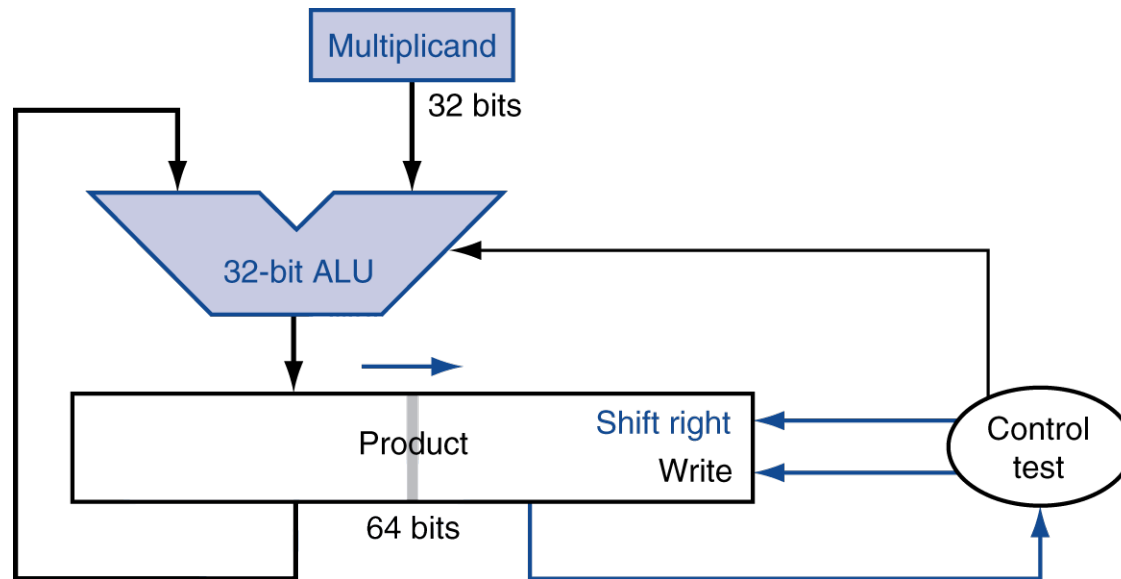 Multiplicand
32 bits
32-bit ALU
Product
Shift right
Write
64 bits
Control
test